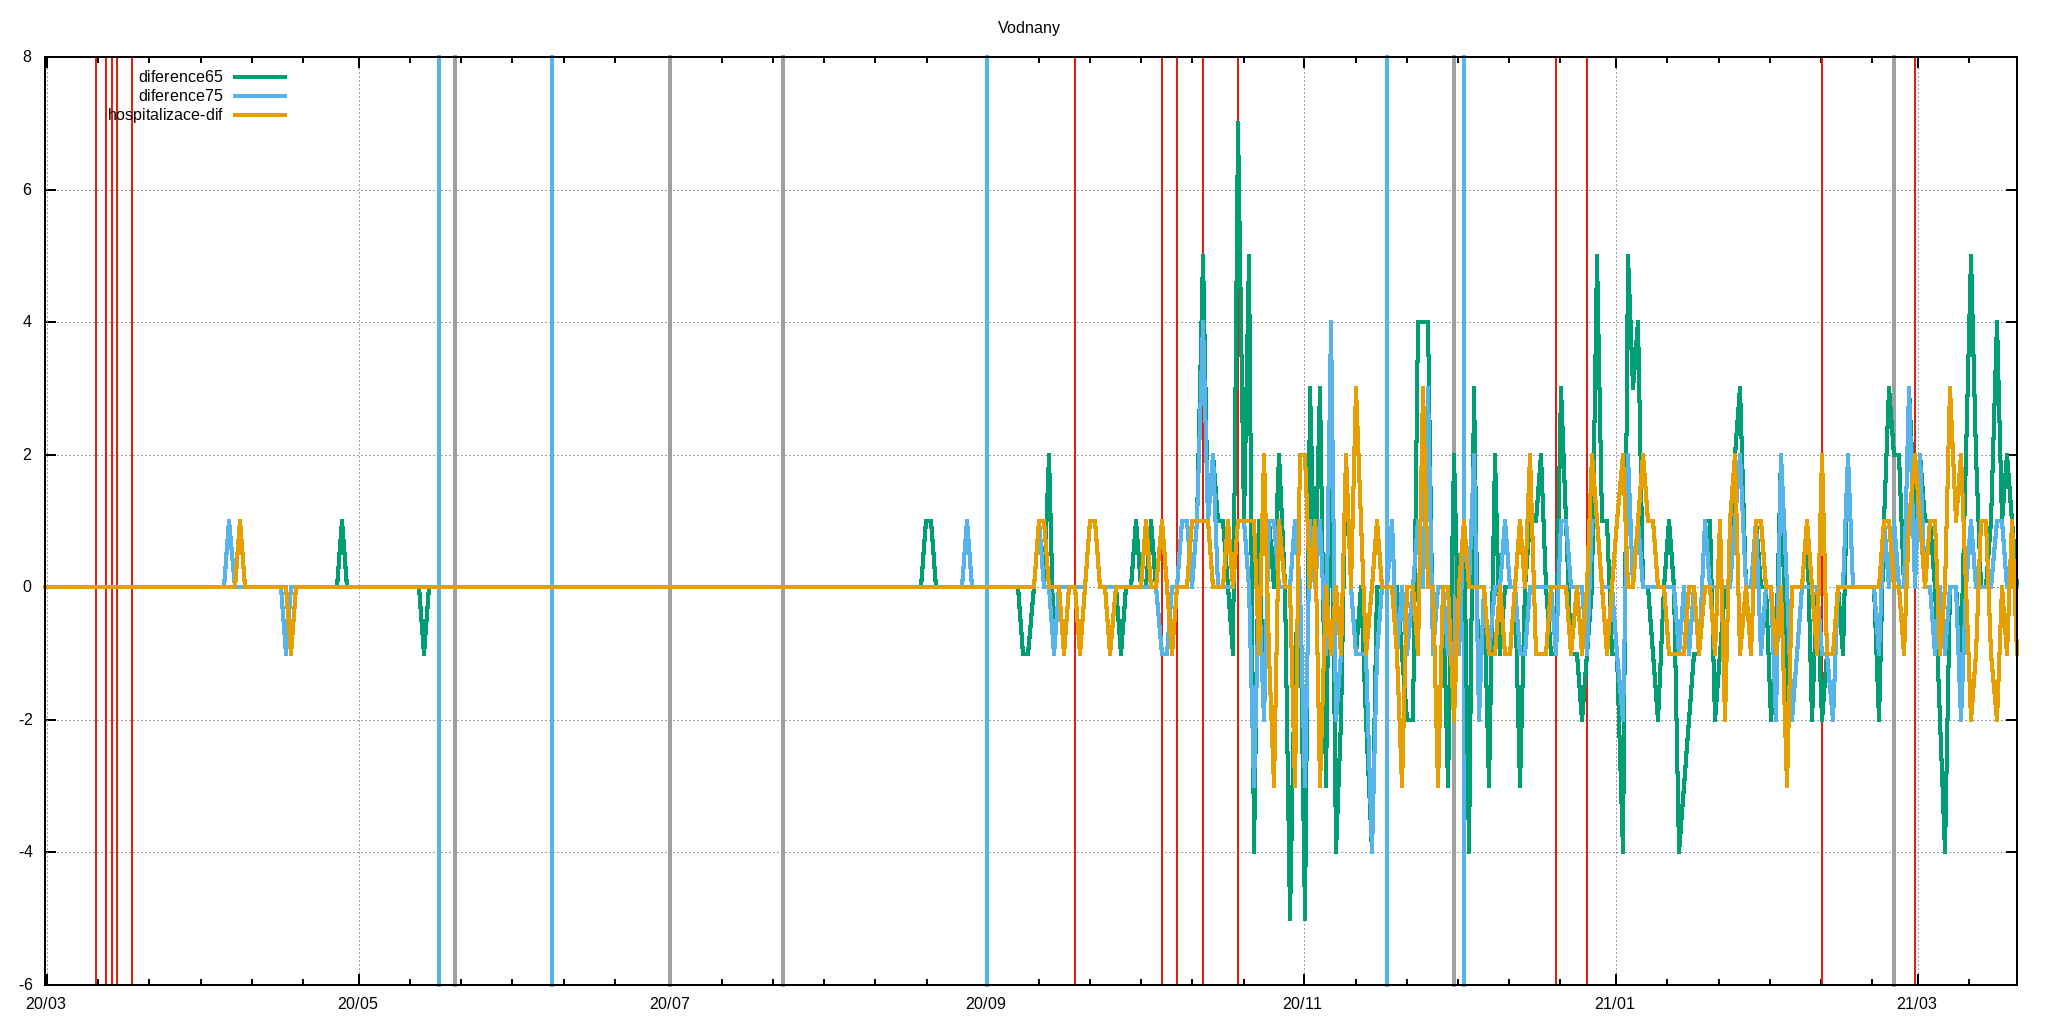 Vodnany
8
diference65
diference75
hospitalizace-dif
6
4
2
0
-2
-4
-6
20/03 20/05 20/07 20/09 20/11 21/01 21/03